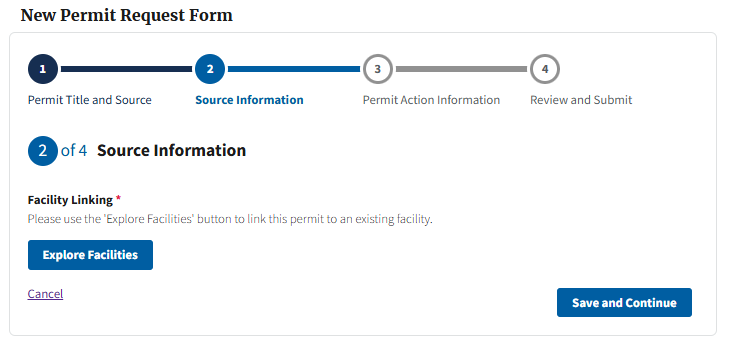 New Permit Request Form
1 2 3 4
Permit Title and Source Source Information Permit Action Information Review and Submit
2 of 4 Source Information
Facility Linking *
Please use the 'Explore Facilities' button to link this permit to an existing facility.
Explore Facilities
Cancel
Save and Continue